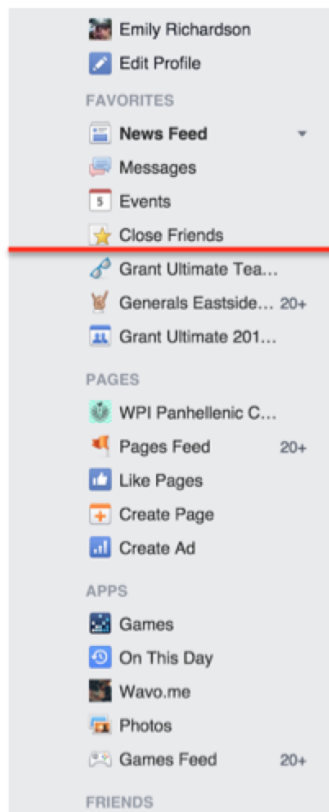 Emily Richardson
Edit Profile
FAVORITES
News Feed
Messages
5 Events
Close Friends
Grant Ultimate Tea...
Generals Eastside... 20+
Grant Ultimate 201...
PAGES
WPI Panhellenic C...
Pages Feed 20+
Like Pages
Create Page
Create Ad
APPS
Games
On This Day
Wavo.me
Photos
Games Feed 20+
FRIENDS